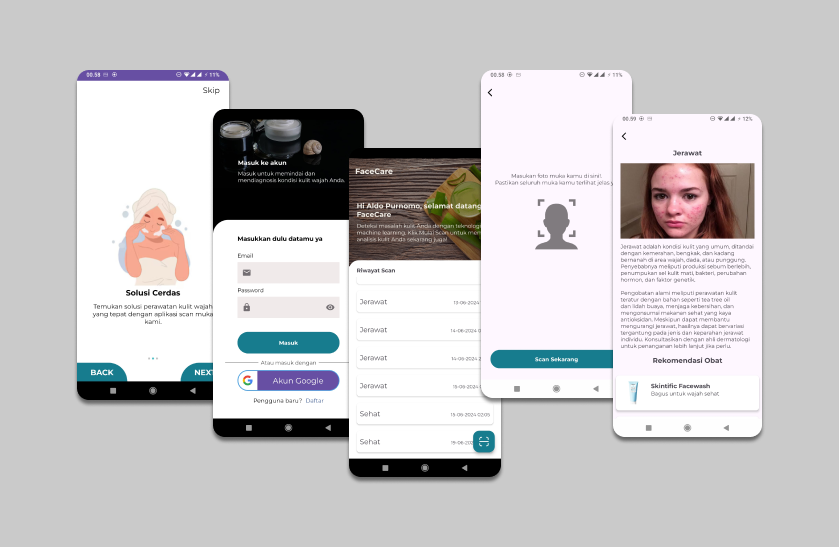 00.58
11%
Skip
Solusi Cerdas
Temukan solusi perawatan kulit wajah
yang tepat dengan aplikasi scan muka
kami.
BACK
NEXT
Masuk ke akun
Masuk untuk memindai dan
mendiagnosis kondisi kulit wajah Anda.
Masukkan dulu datamu ya
Email
Password
Masuk
Atau masuk dengan
Akun Google
Pengguna baru? Daftar
FaceCare
Hi Aldo Purnomo, selamat datang
FaceCare
Deteksi masalah kulit Anda dengan teknologi
machine learning. Klik Mulai Scan untuk
analisis kulit Anda sekarang juga!
Riwayat Scan
Jerawat 13-06-2024
Jerawat 14-06-2024
Jerawat 14-06-2024
Jerawat 15-06-2024
Sehat 15-06-2024 02:05
Sehat
00.58
11%
Masukan foto muka kamu disini!
Pastikan seluruh muka kamu terlihat jelas
Scan Sekarang
00.59
12%
Jerawat
Jerawat adalah kondisi kulit yang umum, ditandai
dengan kemerahan, bengkak, dan kadang
bernanah di area wajah, dada, atau punggung.
Penyebabnya meliputi produksi sebum berlebih,
penumpukan sel kulit mati, bakteri, perubahan
hormon, dan faktor genetik.
Pengobatan alami meliputi perawatan kulit
teratur dengan bahan seperti tea tree oil
dan lidah buaya, menjaga kebersihan, dan
mengonsumsi makanan sehat yang kaya
antioksidan. Meskipun dapat membantu
mengurangi jerawat, hasilnya dapat bervariasi
tergantung pada jenis dan keparahan jerawat
individu. Konsultasikan dengan ahli dermatologi
untuk penanganan lebih lanjut jika perlu.
Rekomendasi Obat
Skintific Facewash
Bagus untuk wajah sehat